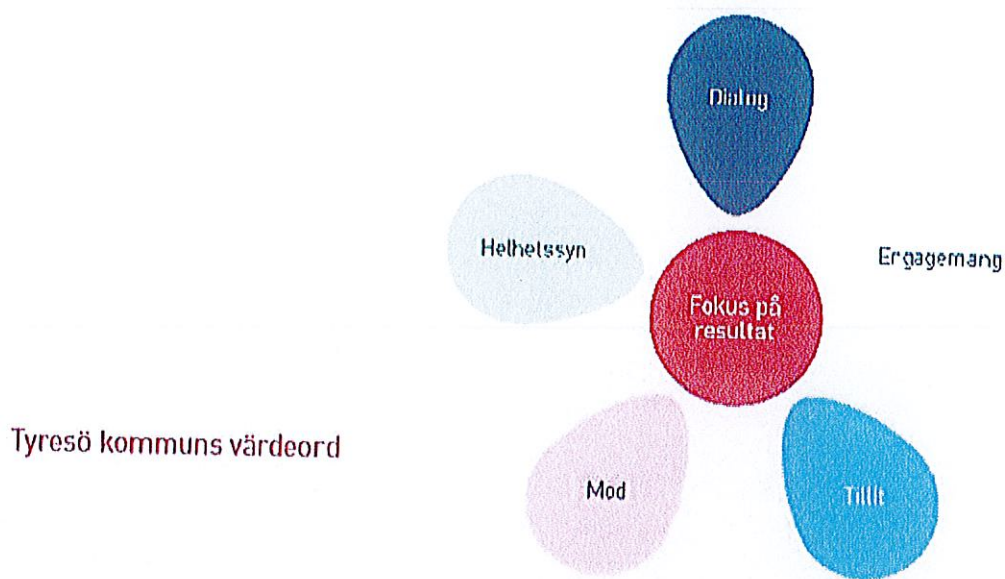 Dialog
Helhetssyn
Engagemang
Fokus på
resultat
Tyresö kommuns värdeord
Mod
Tillit